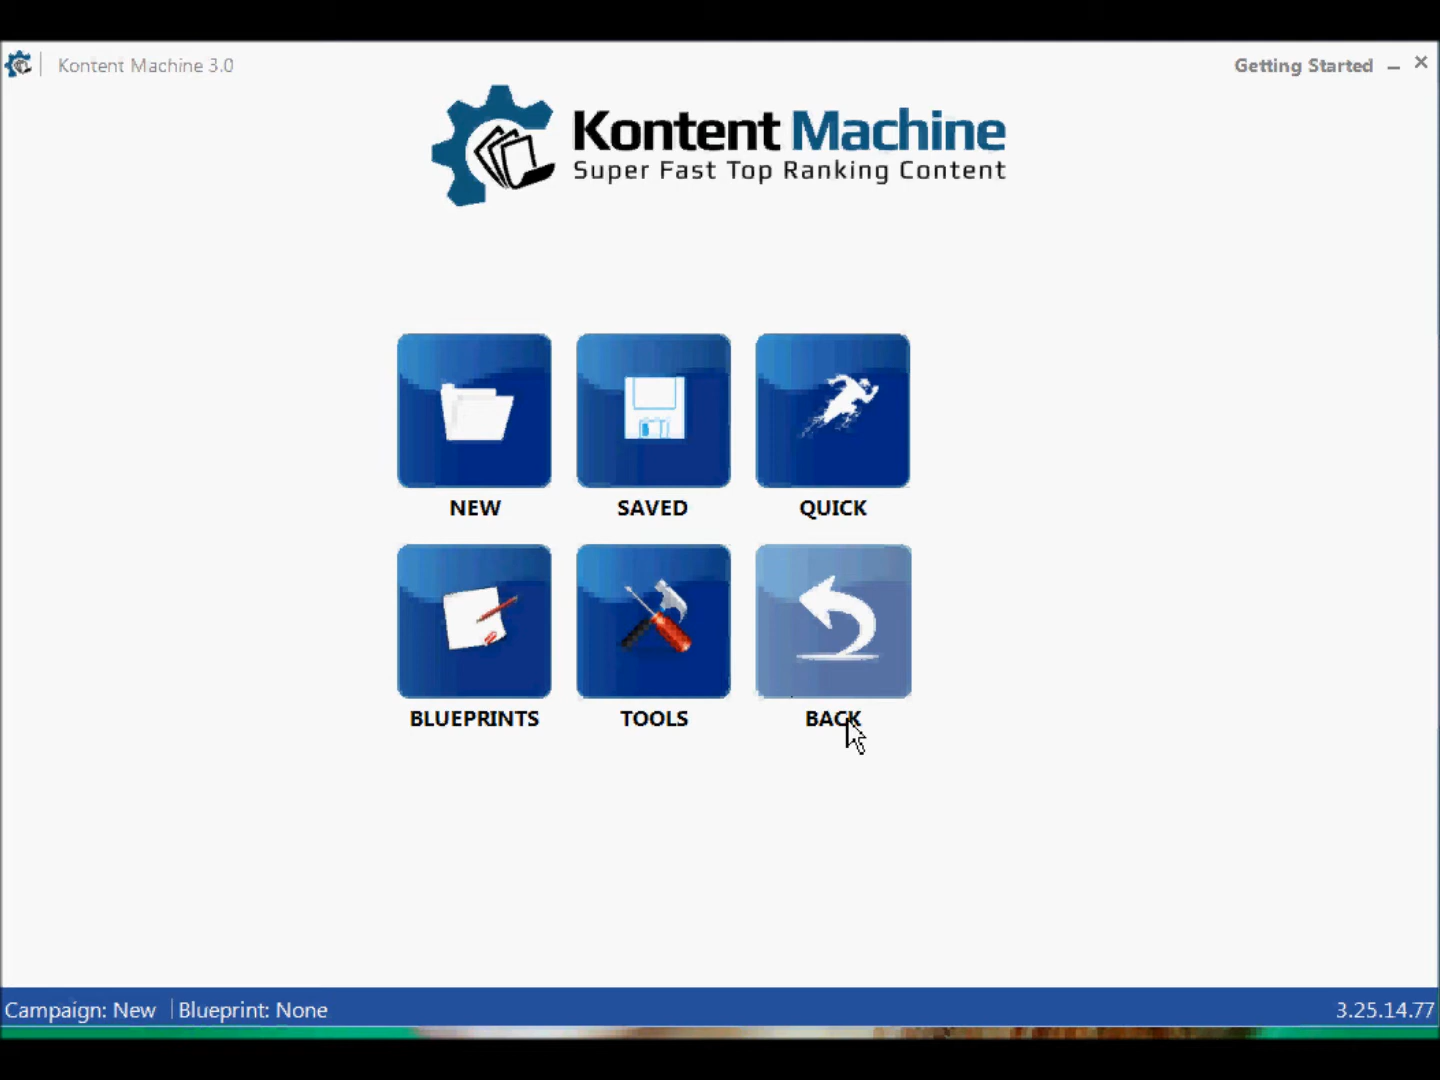 Kontent Machine 3.0
Getting Started
Kontent Machine
Super Fast Top Ranking Content
NEW
SAVED
QUICK
BLUEPRINTS
TOOLS
BACK
Campaign: New
Blueprint: None
3.25.14.77